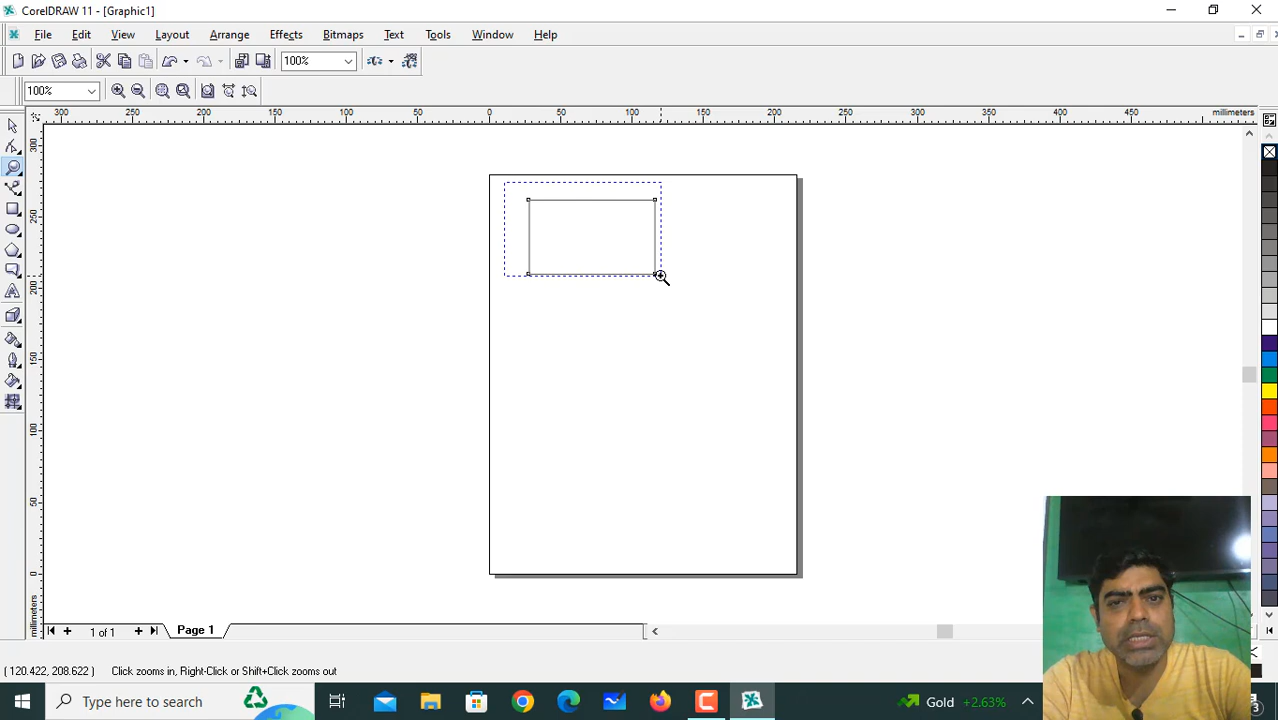 CorelDRAW 11 - [Graphic1]
File Edit View Layout Arrange Effects Bitmaps Text Tools Window Help
100%
100%
300 250 200 150 100 50 0 50 100 150 200 250 300 350 400 450 millimeters
300
250
200
150
100
50
0
millimeters
1 of 1 Page 1
( 120.422, 208.622 ) Click zooms in, Right-Click or Shift+Click zooms out
Type here to search Gold +2.63% 3